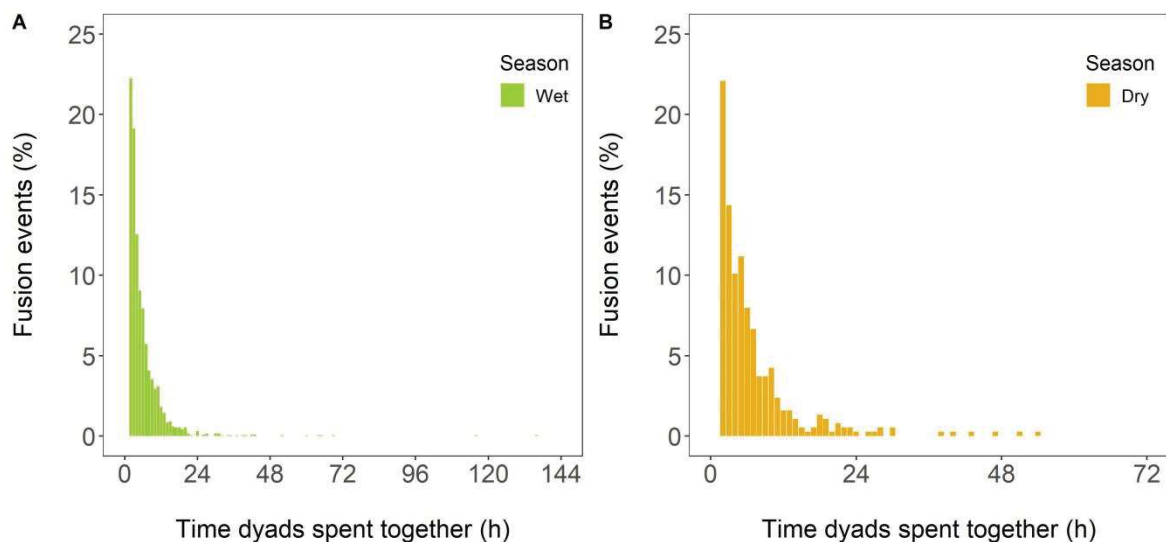 A
25
20
15
10
5
0
Fusion events (%)
Season
Wet
0 24 48 72 96 120 144
Time dyads spent together (h)
B
25
20
15
10
5
0
Fusion events (%)
Season
Dry
0 24 48 72
Time dyads spent together (h)